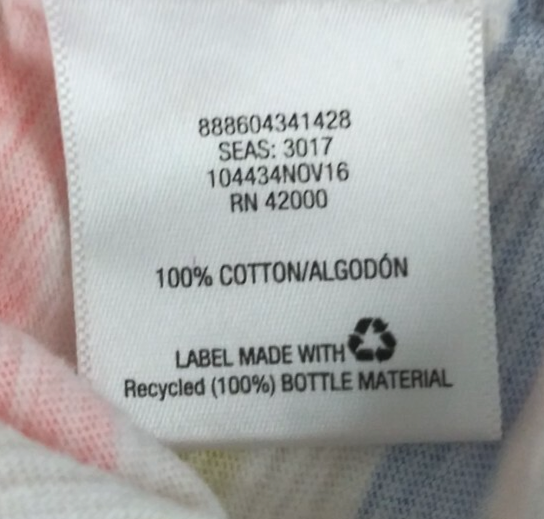 888604341428
SEAS: 3017
104434NOV16
RN 42000
100% COTTON/ALGODÓN
LABEL MADE WITH
Recycled (100%) BOTTLE MATERIAL